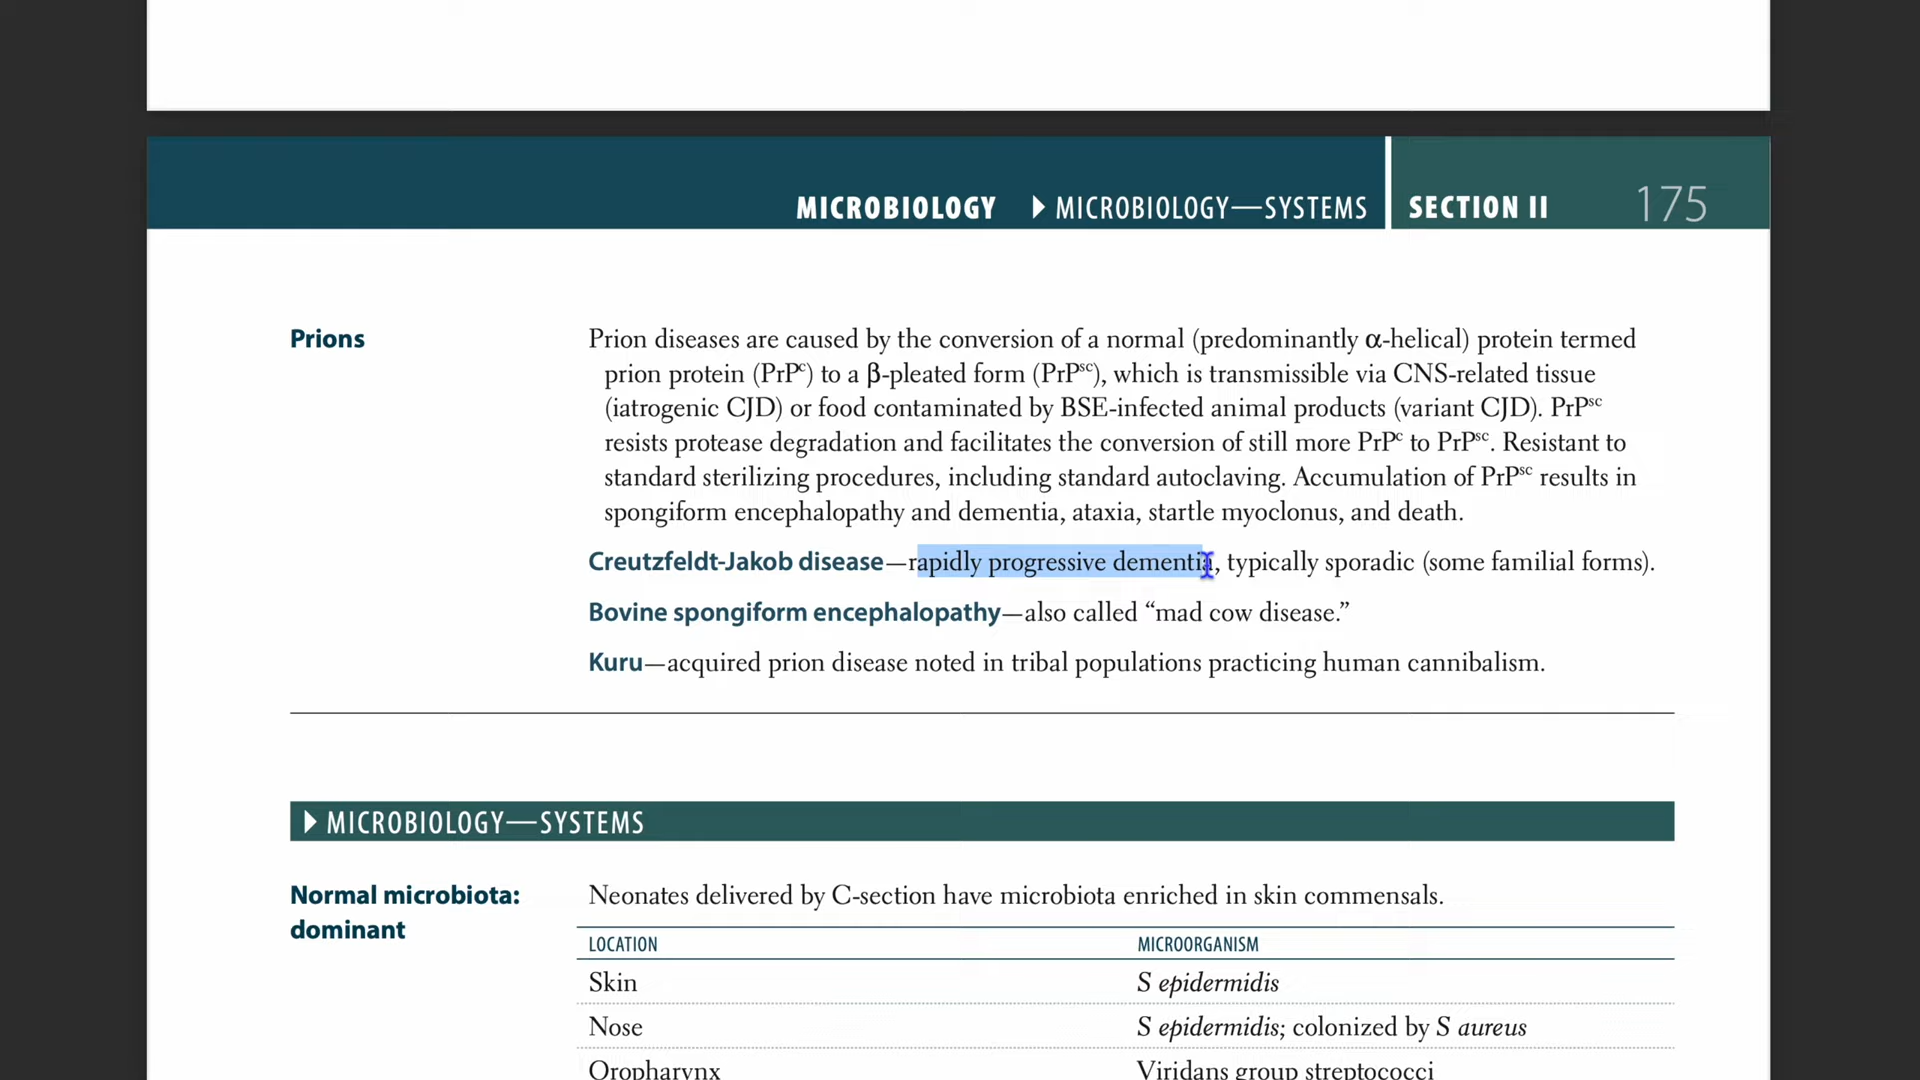 MICROBIOLOGY ▶ MICROBIOLOGY—SYSTEMS SECTION II 175
Prions
Prion diseases are caused by the conversion of a normal (predominantly α-helical) protein termed
prion protein (PrPᶜ) to a β-pleated form (PrPˢᶜ), which is transmissible via CNS-related tissue
(iatrogenic CJD) or food contaminated by BSE-infected animal products (variant CJD). PrPˢᶜ
resists protease degradation and facilitates the conversion of still more PrPᶜ to PrPˢᶜ. Resistant to
standard sterilizing procedures, including standard autoclaving. Accumulation of PrPˢᶜ results in
spongiform encephalopathy and dementia, ataxia, startle myoclonus, and death.
Creutzfeldt-Jakob disease—rapidly progressive dementia, typically sporadic (some familial forms).
Bovine spongiform encephalopathy—also called “mad cow disease.”
Kuru—acquired prion disease noted in tribal populations practicing human cannibalism.
▶ MICROBIOLOGY—SYSTEMS
Normal microbiota:
dominant
Neonates delivered by C-section have microbiota enriched in skin commensals.
LOCATION MICROORGANISM
Skin S epidermidis
Nose S epidermidis; colonized by S aureus
Oropharynx Viridans group streptococci